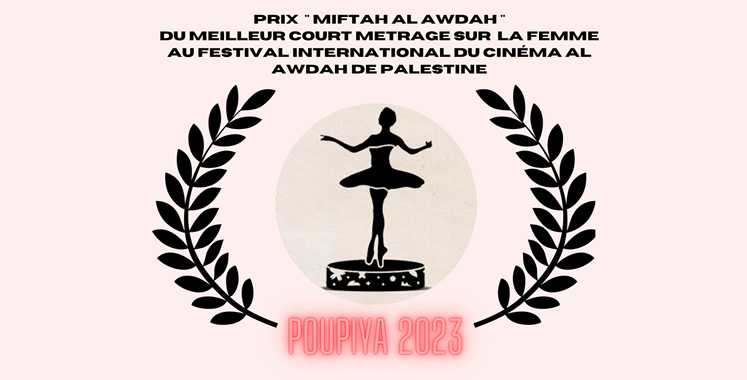 PRIX " MIFTAH AL AWDAH "
DU MEILLEUR COURT METRAGE SUR LA FEMME
AU FESTIVAL INTERNATIONAL DU CINÉMA AL
AWDAH DE PALESTINE
POUPIYA 2023